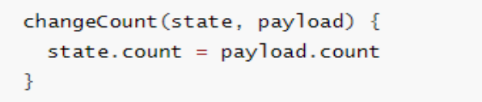 changeCount(state, payload) {
  state.count = payload.count
}